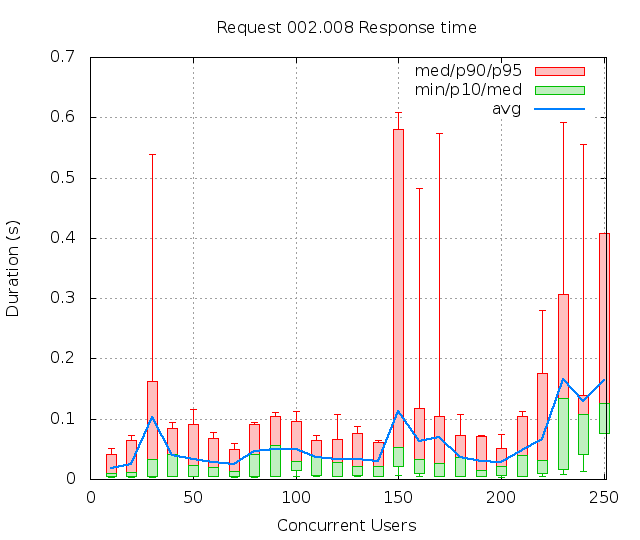 Request 002.008 Response time
med/p90/p95
min/p10/med
avg
Duration (s)
0.7
0.6
0.5
0.4
0.3
0.2
0.1
0
0 50 100 150 200 250
Concurrent Users